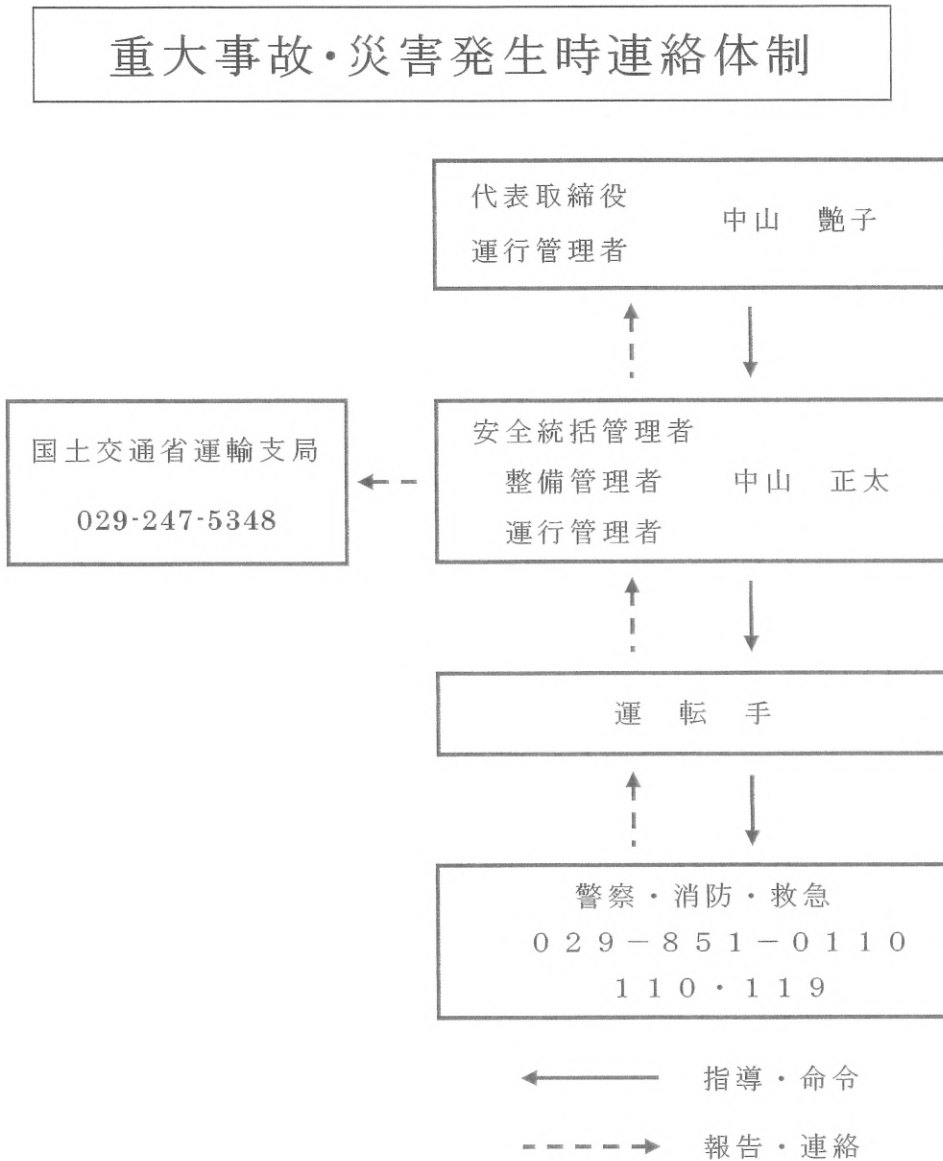 重大事故・災害発生時連絡体制
代表取締役
運行管理者
中山　艶子
国土交通省運輸支局
029-247-5348
安全統括管理者
整備管理者　中山　正太
運行管理者
運　転　手
警察・消防・救急
０２９－８５１－０１１０
１１０・１１９
指導・命令
報告・連絡